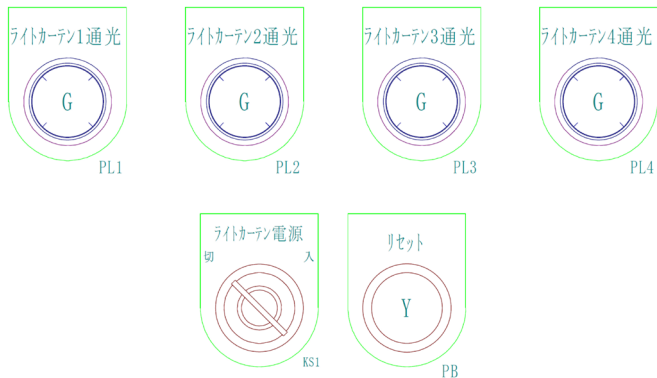 ライトカーテン1通光
G
PL1
ライトカーテン2通光
G
PL2
ライトカーテン3通光
G
PL3
ライトカーテン4通光
G
PL4
ライトカーテン電源
切 入
KS1
リセット
Y
PB